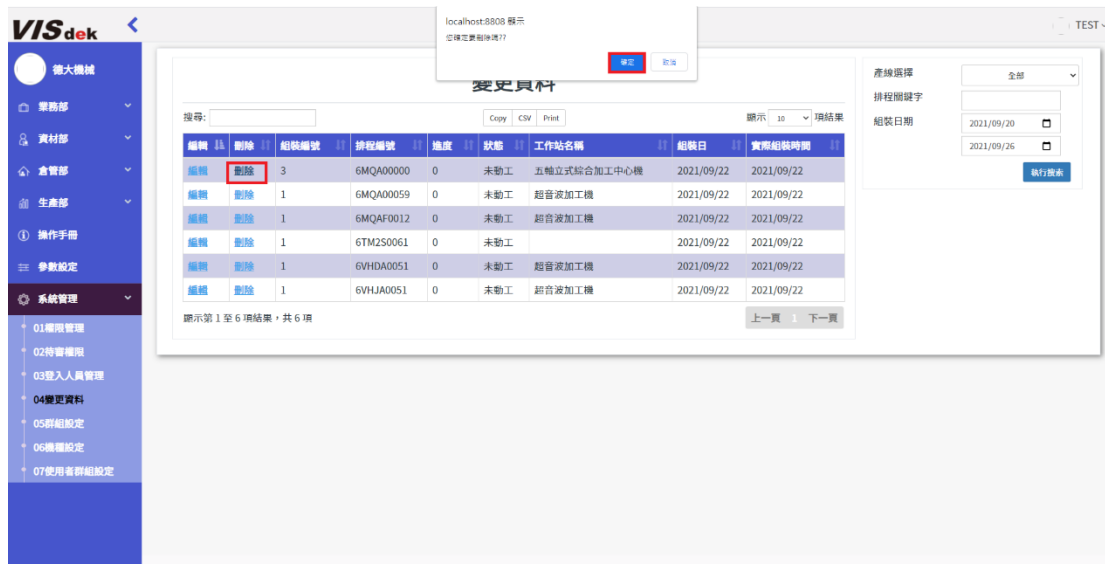 VISdek
localhost:8808 顯示
您確定要刪除嗎??
確定 取消
TEST
德大機械
業務部
資材部
倉管部
生產部
操作手冊
參數設定
系統管理
01權限管理
02待審權限
03登入人員管理
04變更資料
05群組設定
06機種設定
07使用者群組設定
變更資料
搜尋:
Copy CSV Print
顯示 10 項結果
編輯 刪除 組裝編號 排程編號 進度 狀態 工作站名稱 組裝日 實際組裝時間
編輯 刪除 3 6MQA00000 0 未動工 五軸立式綜合加工中心機 2021/09/22 2021/09/22
編輯 刪除 1 6MQA00059 0 未動工 超音波加工機 2021/09/22 2021/09/22
編輯 刪除 1 6MQAF0012 0 未動工 超音波加工機 2021/09/22 2021/09/22
編輯 刪除 1 6TM2S0061 0 未動工 2021/09/22 2021/09/22
編輯 刪除 1 6VHDA0051 0 未動工 超音波加工機 2021/09/22 2021/09/22
編輯 刪除 1 6VHJA0051 0 未動工 超音波加工機 2021/09/22 2021/09/22
顯示第 1 至 6 項結果，共 6 項
上一頁 1 下一頁
產線選擇 全部
排程關鍵字
組裝日期 2021/09/20
2021/09/26
執行搜索